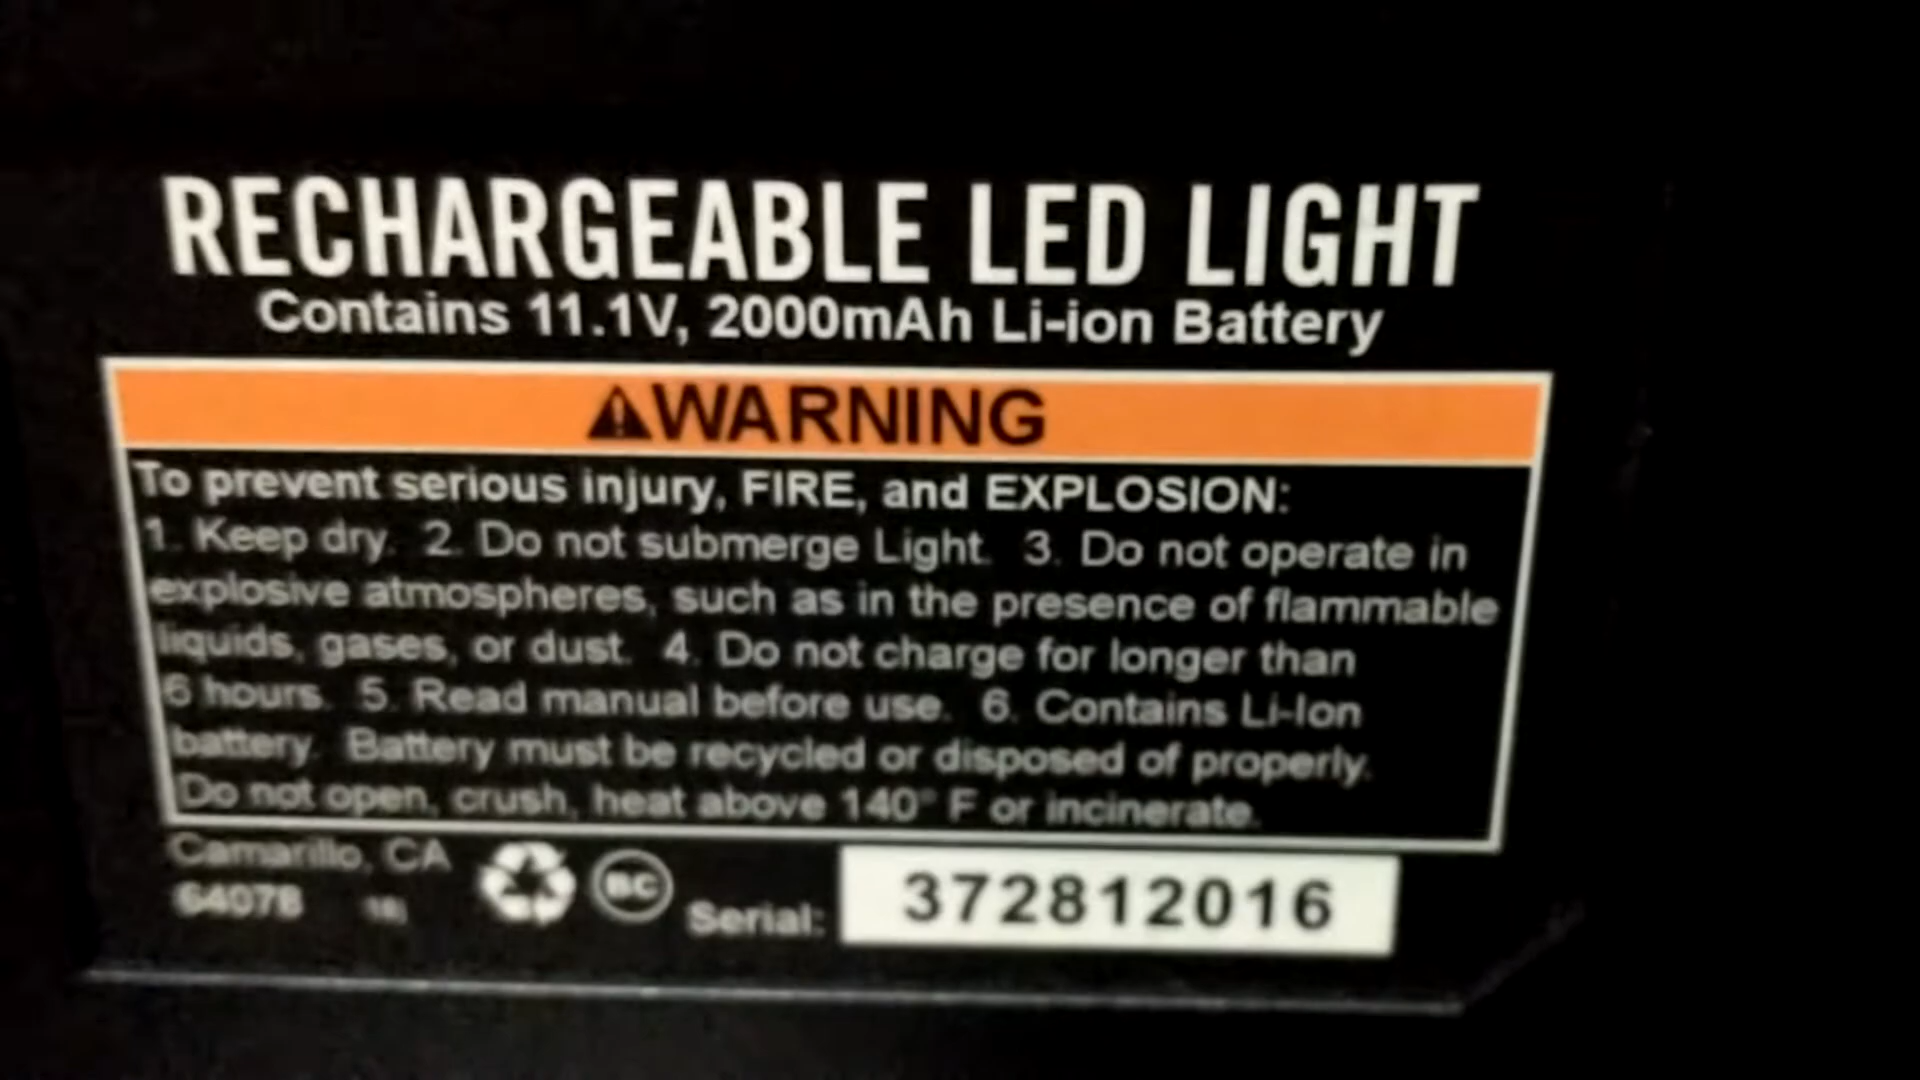 RECHARGEABLE LED LIGHT
Contains 11.1V, 2000mAh Li-ion Battery
WARNING
To prevent serious injury, FIRE, and EXPLOSION:
1. Keep dry. 2. Do not submerge Light. 3. Do not operate in
explosive atmospheres, such as in the presence of flammable
liquids, gases, or dust. 4. Do not charge for longer than
6 hours. 5. Read manual before use. 6. Contains Li-Ion
battery. Battery must be recycled or disposed of properly.
Do not open, crush, heat above 140° F or incinerate.
Camarillo, CA
BC
Serial: 372812016